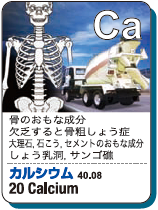 Ca
骨のおもな成分
欠乏すると骨粗しょう症
大理石、石こう、セメントのおもな成分
しょう乳洞、サンゴ礁
カルシウム 40.08
20 Calcium